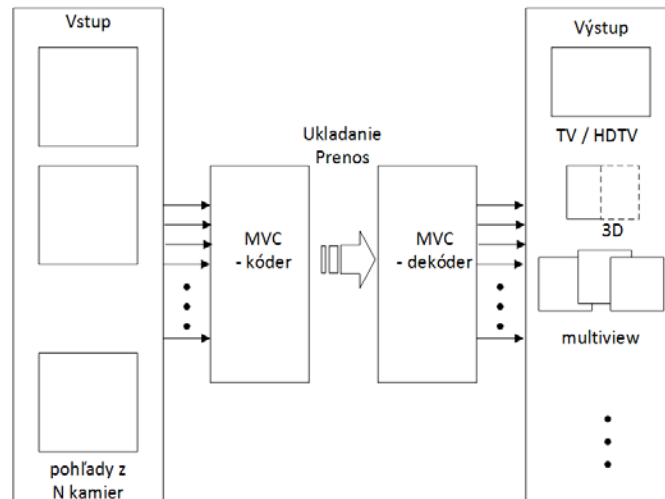 Vstup
pohľady z
N kamier
MVC
- kóder
Ukladanie
Prenos
MVC
- dekóder
Výstup
TV / HDTV
3D
multiview